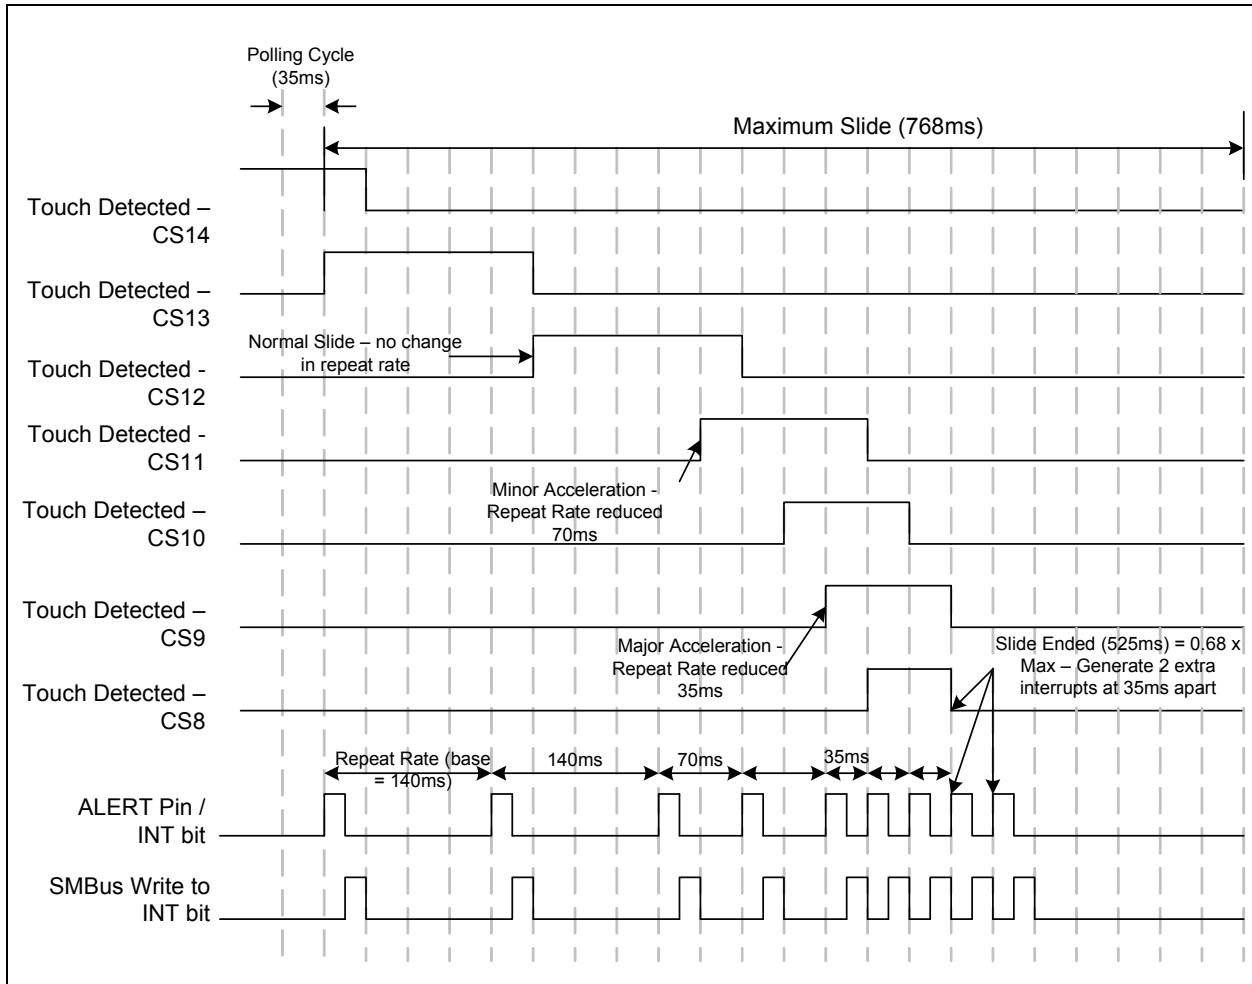 Polling Cycle
(35ms)
Maximum Slide (768ms)
Touch Detected –
CS14
Touch Detected –
CS13
Normal Slide – no change
in repeat rate
Touch Detected -
CS12
Touch Detected -
CS11
Minor Acceleration -
Repeat Rate reduced
70ms
Touch Detected –
CS10
Touch Detected –
CS9
Major Acceleration -
Repeat Rate reduced
35ms
Slide Ended (525ms) = 0.68 x
Max – Generate 2 extra
interrupts at 35ms apart
Touch Detected –
CS8
Repeat Rate (base
= 140ms)
140ms
70ms
35ms
ALERT Pin /
INT bit
SMBus Write to
INT bit